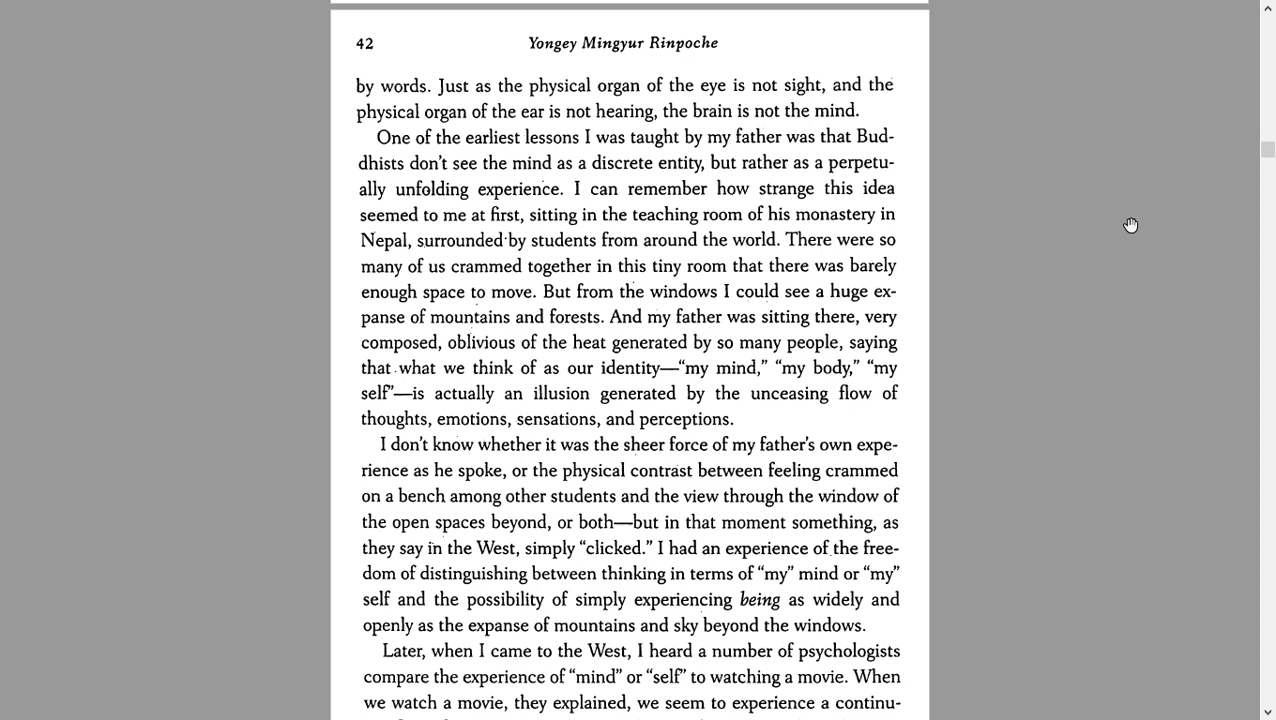 42 Yongey Mingyur Rinpoche
by words. Just as the physical organ of the eye is not sight, and the
physical organ of the ear is not hearing, the brain is not the mind.
One of the earliest lessons I was taught by my father was that Bud-
dhists don't see the mind as a discrete entity, but rather as a perpetu-
ally unfolding experience. I can remember how strange this idea
seemed to me at first, sitting in the teaching room of his monastery in
Nepal, surrounded by students from around the world. There were so
many of us crammed together in this tiny room that there was barely
enough space to move. But from the windows I could see a huge ex-
panse of mountains and forests. And my father was sitting there, very
composed, oblivious of the heat generated by so many people, saying
that what we think of as our identity—“my mind,” “my body,” “my
self”—is actually an illusion generated by the unceasing flow of
thoughts, emotions, sensations, and perceptions.
I don't know whether it was the sheer force of my father's own expe-
rience as he spoke, or the physical contrast between feeling crammed
on a bench among other students and the view through the window of
the open spaces beyond, or both—but in that moment something, as
they say in the West, simply “clicked.” I had an experience of the free-
dom of distinguishing between thinking in terms of “my” mind or “my”
self and the possibility of simply experiencing being as widely and
openly as the expanse of mountains and sky beyond the windows.
Later, when I came to the West, I heard a number of psychologists
compare the experience of “mind” or “self” to watching a movie. When
we watch a movie, they explained, we seem to experience a continu-